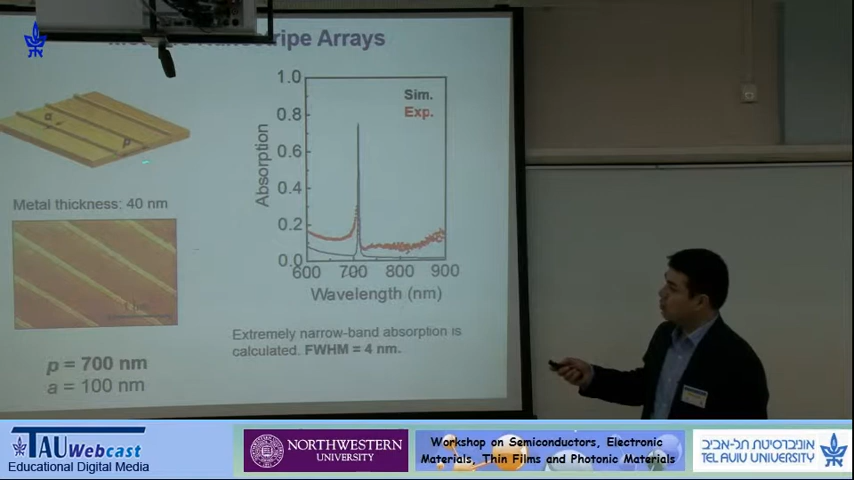 Metallic Nanostripe Arrays
a
p
Metal thickness: 40 nm
p = 700 nm
a = 100 nm
Absorption
1.0
0.8
0.6
0.4
0.2
0.0
600
700
800
900
Wavelength (nm)
Sim.
Exp.
Extremely narrow-band absorption is
calculated. FWHM = 4 nm.
TAU Webcast
Educational Digital Media
NORTHWESTERN
UNIVERSITY
Workshop on Semiconductors, Electronic
Materials, Thin Films and Photonic Materials
אוניברסיטת תל-אביב
TEL AVIV UNIVERSITY